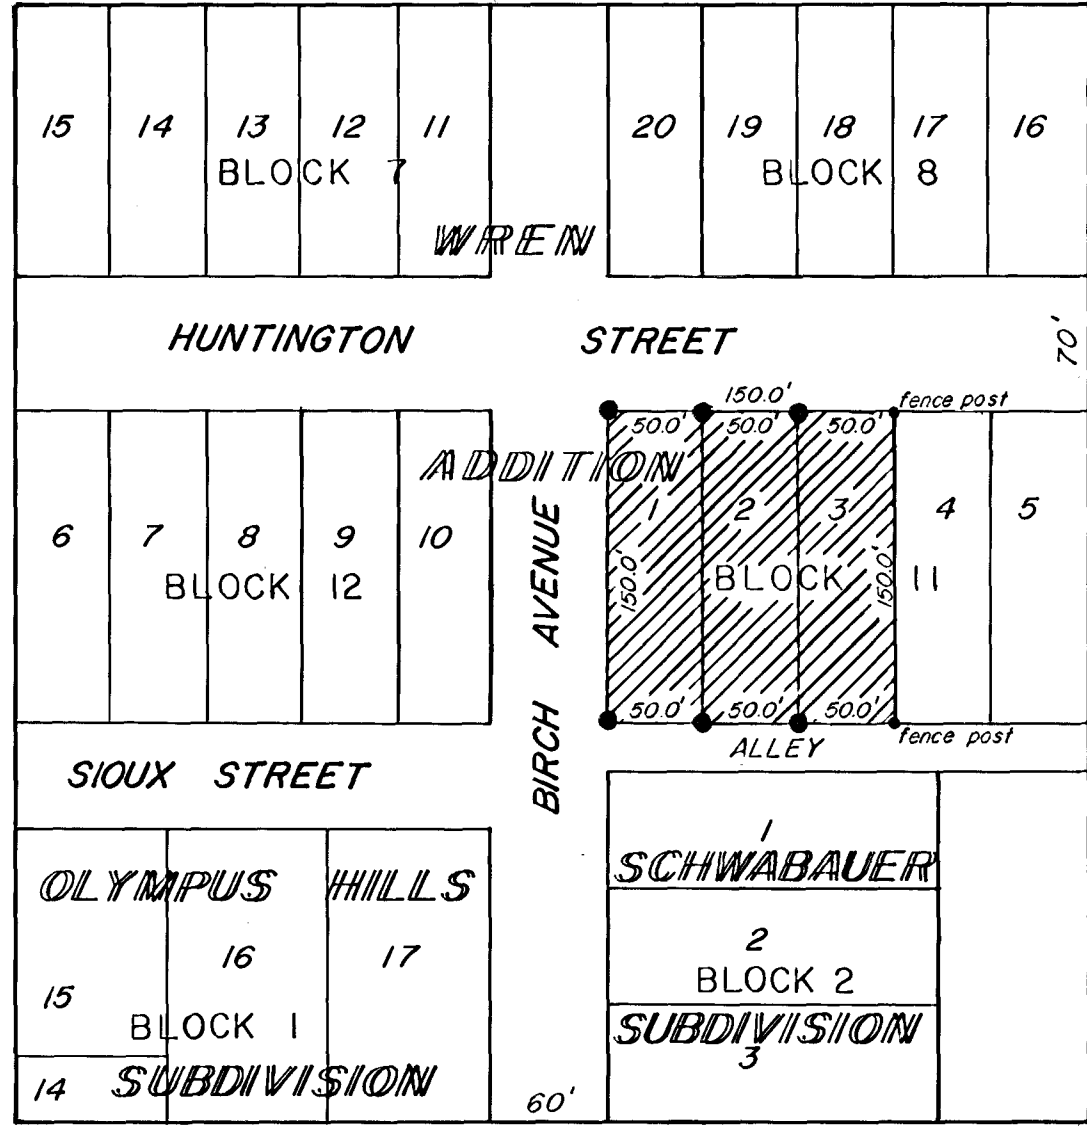 15 14 13 12 11 20 19 18 17 16
BLOCK 7 BLOCK 8
WREN
HUNTINGTON STREET
70'
150.0'
fence post
50.0' 50.0' 50.0'
ADDITION
6 7 8 9 10 1 2 3 4 5
BLOCK 12 BLOCK 11
150.0' 150.0'
BIRCH AVENUE
50.0' 50.0' 50.0'
fence post
ALLEY
SIOUX STREET
1
OLYMPUS HILLS
SCHWABAUER
16 17
2
15
BLOCK 2
BLOCK 1
SUBDIVISION
3
14 SUBDIVISION
60'